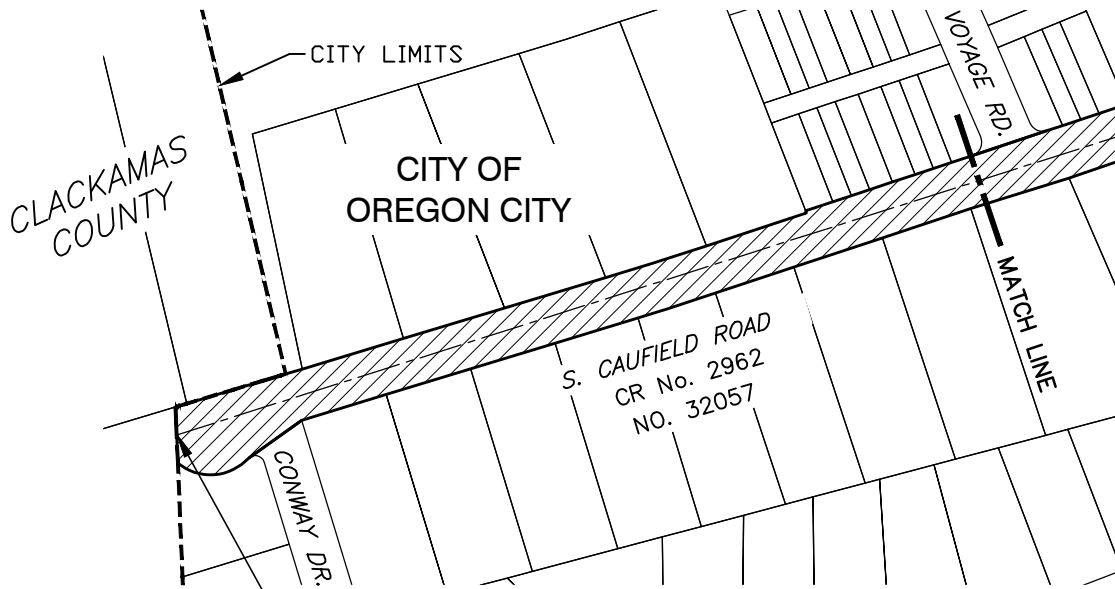 CITY LIMITS
VOYAGE RD.
CLACKAMAS
COUNTY
CITY OF
OREGON CITY
MATCH LINE
S. CAUFIELD ROAD
CR No. 2962
NO. 32057
CONWAY DR.